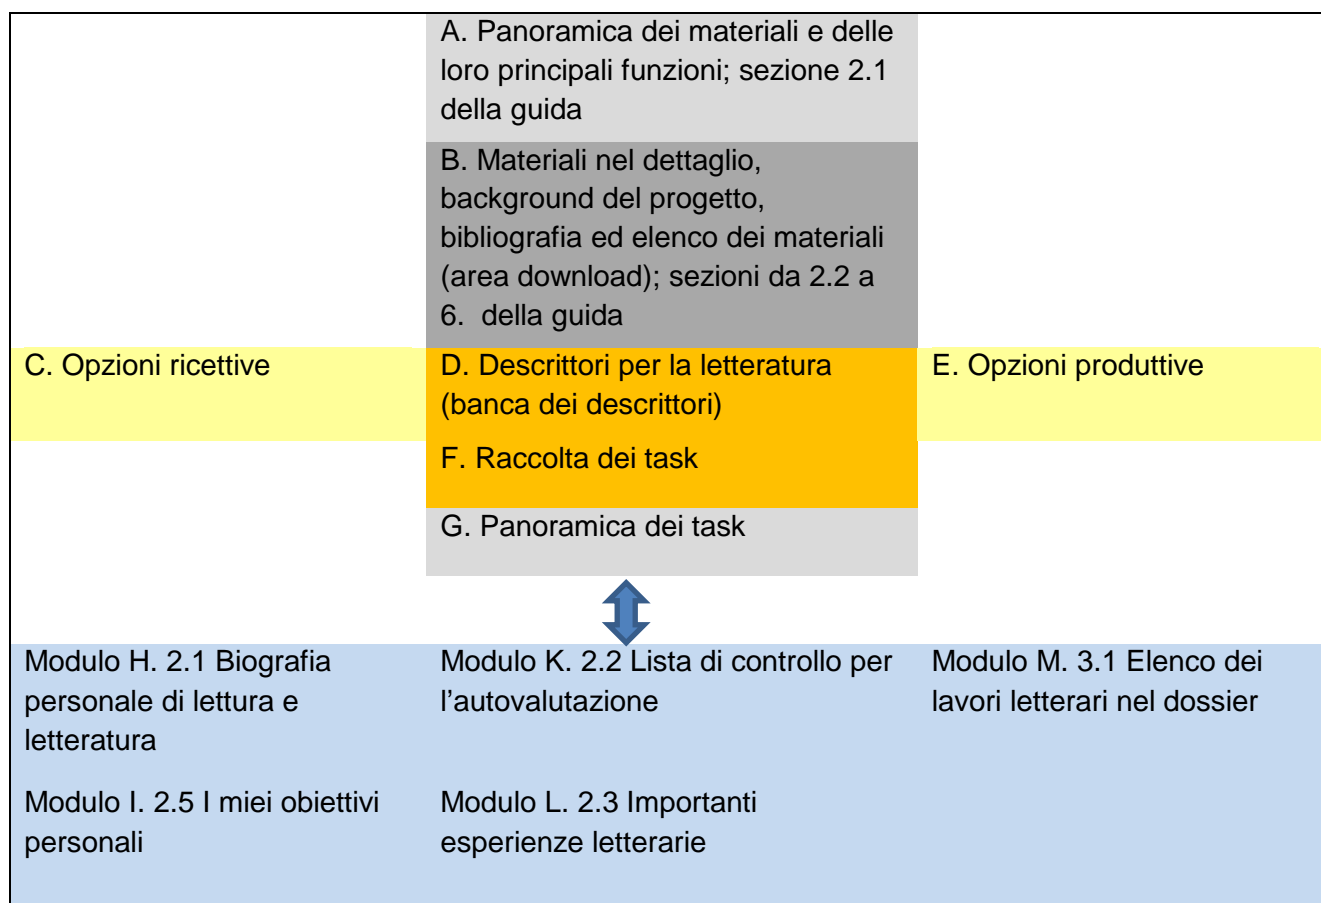 A. Panoramica dei materiali e delle
loro principali funzioni; sezione 2.1
della guida
B. Materiali nel dettaglio,
background del progetto,
bibliografia ed elenco dei materiali
(area download); sezioni da 2.2 a
6. della guida
C. Opzioni ricettive
D. Descrittori per la letteratura
(banca dei descrittori)
E. Opzioni produttive
F. Raccolta dei task
G. Panoramica dei task
Modulo H. 2.1 Biografia
personale di lettura e
letteratura
Modulo K. 2.2 Lista di controllo per
l’autovalutazione
Modulo M. 3.1 Elenco dei
lavori letterari nel dossier
Modulo I. 2.5 I miei obiettivi
personali
Modulo L. 2.3 Importanti
esperienze letterarie